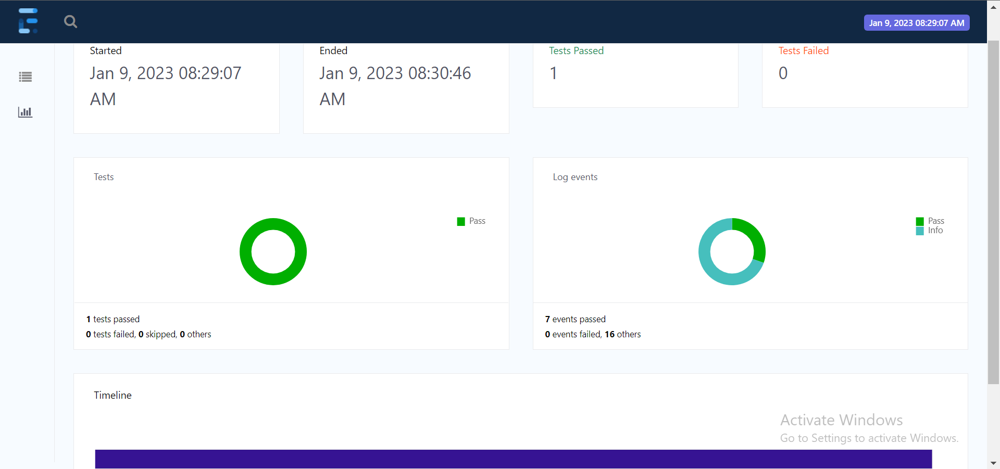 Jan 9, 2023 08:29:07 AM
Started
Jan 9, 2023 08:29:07
AM
Ended
Jan 9, 2023 08:30:46
AM
Tests Passed
1
Tests Failed
0
Tests
Pass
1 tests passed
0 tests failed, 0 skipped, 0 others
Log events
Pass
Info
7 events passed
0 events failed, 16 others
Timeline
Activate Windows
Go to Settings to activate Windows.